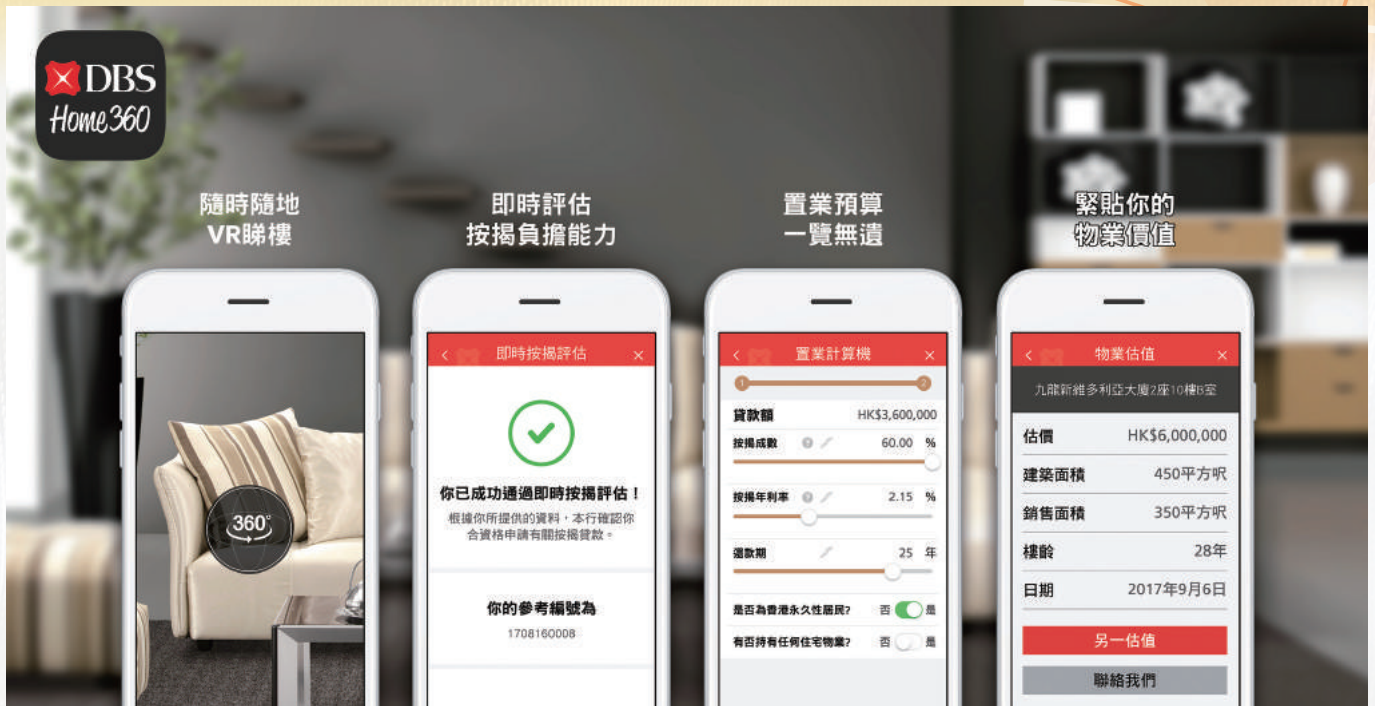 DBS
Home360
隨時隨地
VR睇樓
即時評估
按揭負擔能力
置業預算
一覽無遺
緊貼你的
物業價值
360°
即時按揭評估
你已成功通過即時按揭評估！
根據你所提供的資料，本行確認你
合資格申請有關按揭貸款。
你的參考編號為
1708160008
置業計算機
1 2
貸款額 HK$3,600,000
按揭成數 60.00 %
按揭年利率 2.15 %
還款期 25 年
是否為香港永久性居民? 否 是
有否持有任何住宅物業? 否 是
物業估值
九龍新維多利亞大廈2座10樓B室
估價 HK$6,000,000
建築面積 450平方呎
銷售面積 350平方呎
樓齡 28年
日期 2017年9月6日
另一估值
聯絡我們